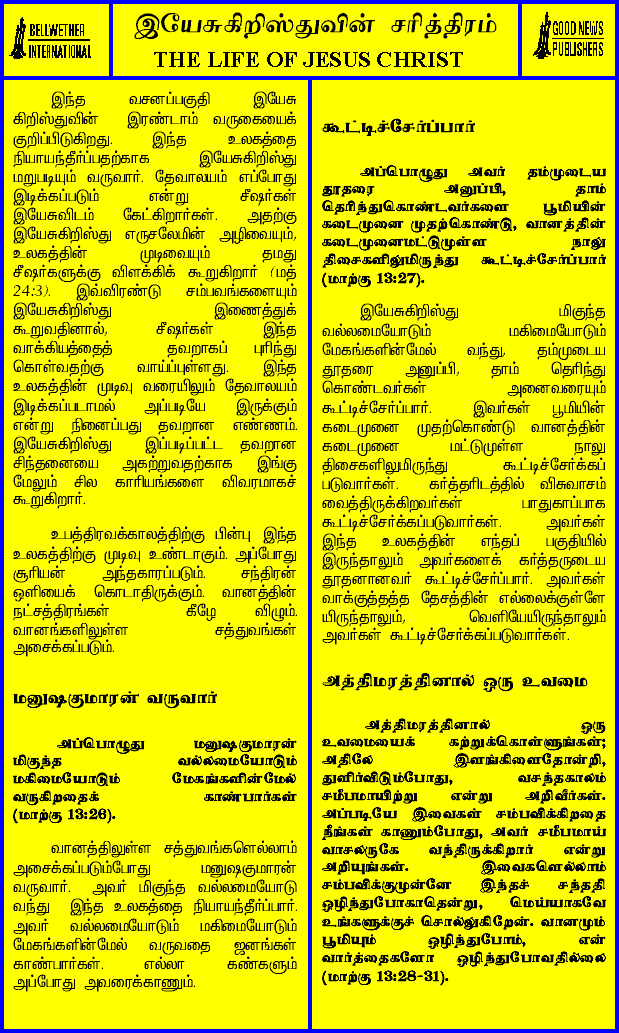 BELLWETHER
INTERNATIONAL
இயேசுகிறிஸ்துவின் சரித்திரம்
THE LIFE OF JESUS CHRIST
GOOD NEWS
PUBLISHERS
இந்த வசனப்பகுதி இயேசு
கிறிஸ்துவின் இரண்டாம் வருகையைக்
குறிப்பிடுகிறது. இந்த உலகத்தை
நியாயந்தீர்ப்பதற்காக இயேசுகிறிஸ்து
மறுபடியும் வருவார். தேவாலயம் எப்போது
இடிக்கப்படும் என்று சீஷர்கள்
இயேசுவிடம் கேட்கிறார்கள். அதற்கு
இயேசுகிறிஸ்து எருசலேமின் அழிவையும்,
உலகத்தின் முடிவையும் தமது
சீஷர்களுக்கு விளக்கிக் கூறுகிறார் (மத்
24:3). இவ்விரண்டு சம்பவங்களையும்
இயேசுகிறிஸ்து இணைத்துக்
கூறுவதினால், சீஷர்கள் இந்த
வாக்கியத்தைத் தவறாகப் புரிந்து
கொள்வதற்கு வாய்ப்புள்ளது. இந்த
உலகத்தின் முடிவு வரையிலும் தேவாலயம்
இடிக்கப்படாமல் அப்படியே இருக்கும்
என்று நினைப்பது தவறான எண்ணம்.
இயேசுகிறிஸ்து இப்படிப்பட்ட தவறான
சிந்தனையை அகற்றுவதற்காக இங்கு
மேலும் சில காரியங்களை விவரமாகச்
கூறுகிறார்.
உபத்திரவக்காலத்திற்கு பின்பு இந்த
உலகத்திற்கு முடிவு உண்டாகும். அப்போது
சூரியன் அந்தகாரப்படும். சந்திரன்
ஒளியைக் கொடாதிருக்கும். வானத்தின்
நட்சத்திரங்கள் கீழே விழும்.
வானங்களிலுள்ள சத்துவங்கள்
அசைக்கப்படும்.
மனுஷகுமாரன் வருவார்
அப்பொழுது மனுஷகுமாரன்
மிகுந்த வல்லமையோடும்
மகிமையோடும் மேகங்களின்மேல்
வருகிறதைக் காண்பார்கள்
(மாற்கு 13:26).
வானத்திலுள்ள சத்துவங்களெல்லாம்
அசைக்கப்படும்போது மனுஷகுமாரன்
வருவார். அவர் மிகுந்த வல்லமையோடு
வந்து இந்த உலகத்தை நியாயந்தீர்ப்பார்.
அவர் வல்லமையோடும் மகிமையோடும்
மேகங்களின்மேல் வருவதை ஜனங்கள்
காண்பார்கள். எல்லா கண்களும்
அப்போது அவரைக்காணும்.
கூட்டிச்சேர்ப்பார்
அப்பொழுது அவர் தம்முடைய
தூதரை அனுப்பி, தாம்
தெரிந்துகொண்டவர்களை பூமியின்
கடைமுனை முதற்கொண்டு, வானத்தின்
கடைமுனைமட்டுமுள்ள நாலு
திசைகளிலுமிருந்து கூட்டிச்சேர்ப்பார்
(மாற்கு 13:27).
இயேசுகிறிஸ்து மிகுந்த
வல்லமையோடும் மகிமையோடும்
மேகங்களின்மேல் வந்து, தம்முடைய
தூதரை அனுப்பி, தாம் தெரிந்து
கொண்டவர்கள் அனைவரையும்
கூட்டிச்சேர்ப்பார். இவர்கள் பூமியின்
கடைமுனை முதற்கொண்டு வானத்தின்
கடைமுனை மட்டுமுள்ள நாலு
திசைகளிலுமிருந்து கூட்டிச்சேர்க்கப்
படுவார்கள். கர்த்தரிடத்தில் விசுவாசம்
வைத்திருக்கிறவர்கள் பாதுகாப்பாக
கூட்டிச்சேர்க்கப்படுவார்கள். அவர்கள்
இந்த உலகத்தின் எந்தப் பகுதியில்
இருந்தாலும் அவர்களைக் கர்த்தருடைய
தூதனானவர் கூட்டிச்சேர்ப்பார். அவர்கள்
வாக்குத்தத்த தேசத்தின் எல்லைக்குள்ளே
யிருந்தாலும், வெளியேயிருந்தாலும்
அவர்கள் கூட்டிச்சேர்க்கப்படுவார்கள்.
அத்திமரத்தினால் ஒரு உவமை
அத்திமரத்தினால் ஒரு
உவமையைக் கற்றுக்கொள்ளுங்கள்;
அதிலே இளங்கிளைதோன்றி,
துளிர்விடும்போது, வசந்தகாலம்
சமீபமாயிற்று என்று அறிவீர்கள்.
அப்படியே இவைகள் சம்பவிக்கிறதை
நீங்கள் காணும்போது, அவர் சமீபமாய்
வாசலருகே வந்திருக்கிறார் என்று
அறியுங்கள். இவைகளெல்லாம்
சம்பவிக்குமுன்னே இந்தச் சந்ததி
ஒழிந்துபோகாதென்று, மெய்யாகவே
உங்களுக்குச் சொல்லுகிறேன். வானமும்
பூமியும் ஒழிந்துபோம், என்
வார்த்தைகளோ ஒழிந்துபோவதில்லை
(மாற்கு 13:28-31).